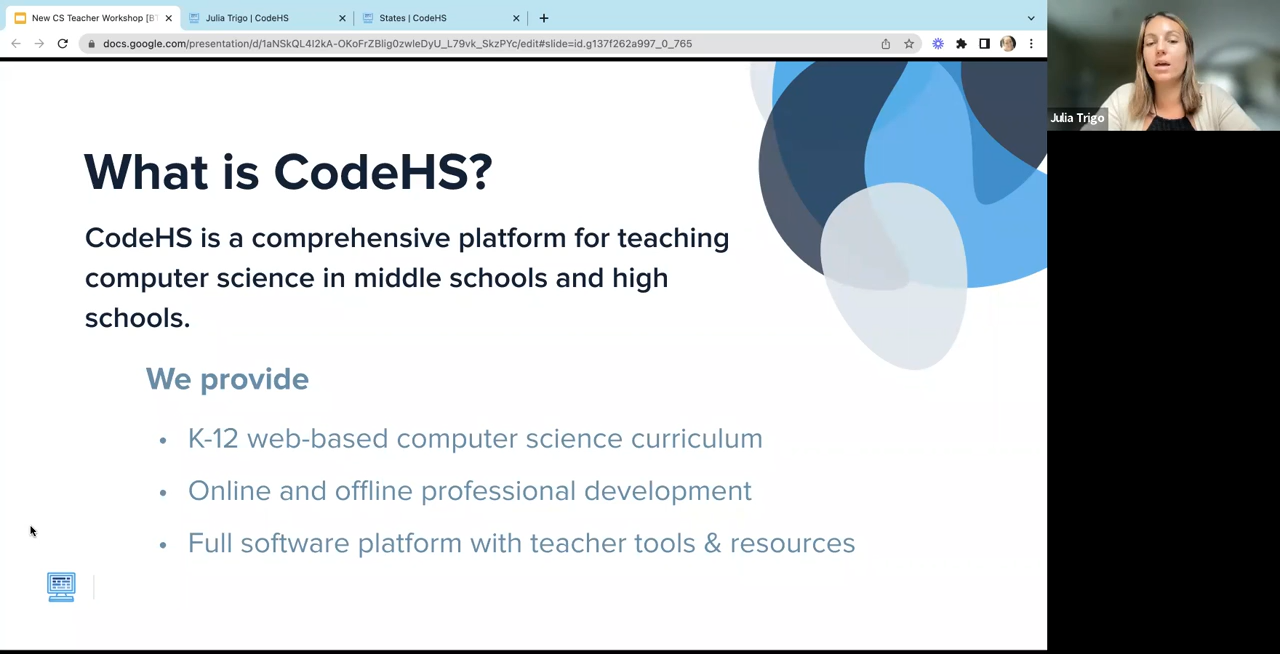 New CS Teacher Workshop [BT
Julia Trigo | CodeHS
States | CodeHS
docs.google.com/presentation/d/1aNSkQL4I2kA-OKoFrZBlig0zwleDyU_L79vk_SkzPYc/edit#slide=id.g137f262a997_0_765
Julia Trigo
What is CodeHS?
CodeHS is a comprehensive platform for teaching
computer science in middle schools and high
schools.
We provide
• K-12 web-based computer science curriculum
• Online and offline professional development
• Full software platform with teacher tools & resources